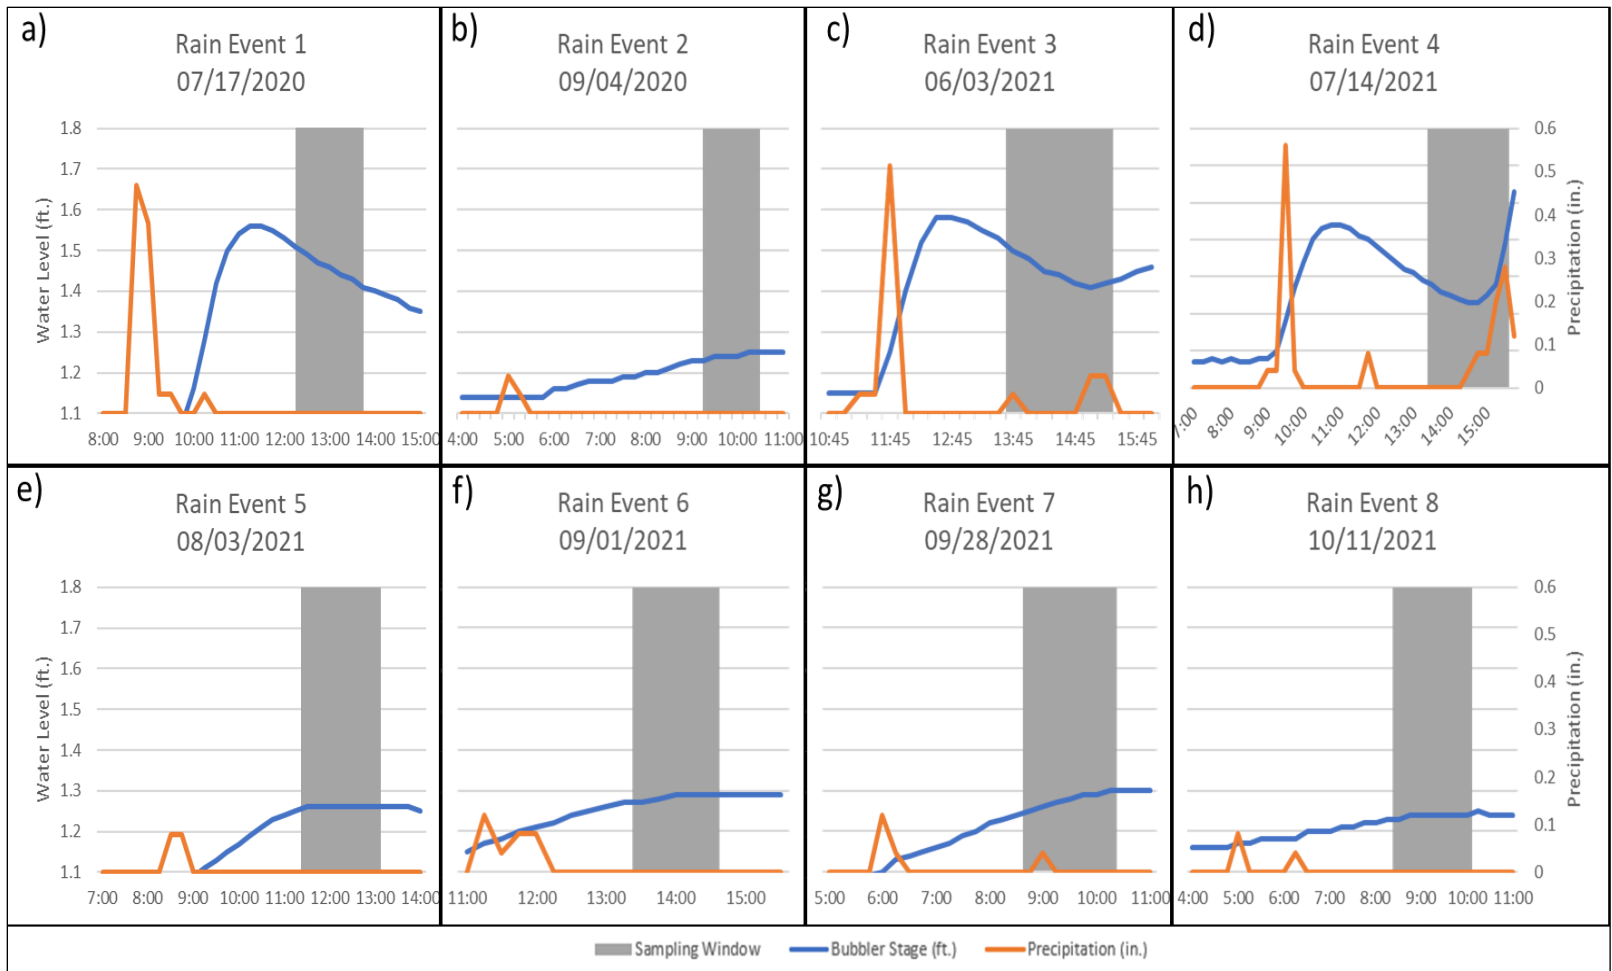 a)
Rain Event 1
07/17/2020
b)
Rain Event 2
09/04/2020
c)
Rain Event 3
06/03/2021
d)
Rain Event 4
07/14/2021
Water Level (ft.)
1.8
1.7
1.6
1.5
1.4
1.3
1.2
1.1
8:00 9:00 10:00 11:00 12:00 13:00 14:00 15:00
4:00 5:00 6:00 7:00 8:00 9:00 10:00 11:00
10:45 11:45 12:45 13:45 14:45 15:45
7:00 8:00 9:00 10:00 11:00 12:00 13:00 14:00 15:00
0.6
0.5
0.4
0.3
0.2
0.1
0
Precipitation (in.)
e)
Rain Event 5
08/03/2021
f)
Rain Event 6
09/01/2021
g)
Rain Event 7
09/28/2021
h)
Rain Event 8
10/11/2021
Water Level (ft.)
1.8
1.7
1.6
1.5
1.4
1.3
1.2
1.1
7:00 8:00 9:00 10:00 11:00 12:00 13:00 14:00
11:00 12:00 13:00 14:00 15:00
5:00 6:00 7:00 8:00 9:00 10:00 11:00
4:00 5:00 6:00 7:00 8:00 9:00 10:00 11:00
0.6
0.5
0.4
0.3
0.2
0.1
0
Precipitation (in.)
Sampling Window Bubbler Stage (ft.) Precipitation (in.)